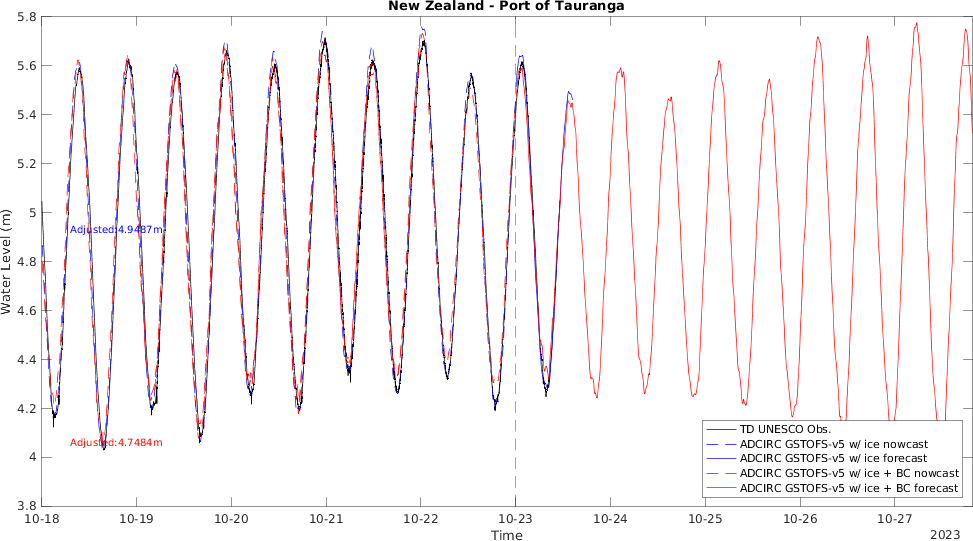 New Zealand - Port of Tauranga
5.8
5.6
5.4
5.2
5
4.8
4.6
4.4
4.2
4
3.8
Water Level (m)
Adjusted:4.9487m
Adjusted:4.7484m
TD UNESCO Obs.
ADCIRC GSTOFS-v5 w/ ice nowcast
ADCIRC GSTOFS-v5 w/ ice forecast
ADCIRC GSTOFS-v5 w/ ice + BC nowcast
ADCIRC GSTOFS-v5 w/ ice + BC forecast
10-18 10-19 10-20 10-21 10-22 10-23 10-24 10-25 10-26 10-27
Time
2023